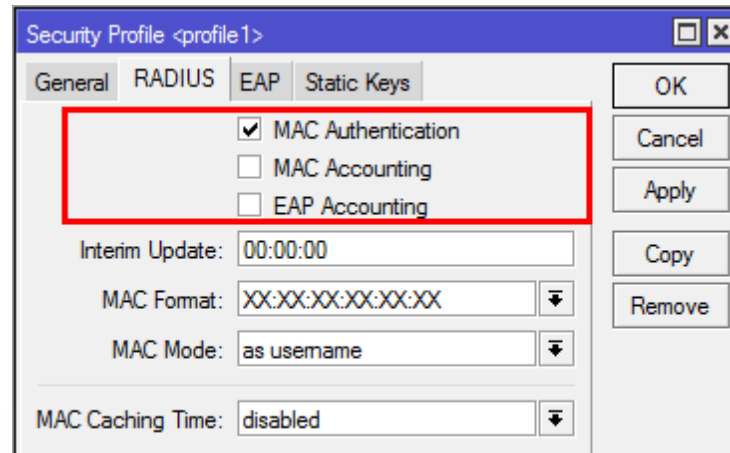 Security Profile <profile1>
General RADIUS EAP Static Keys
OK
MAC Authentication
Cancel
MAC Accounting
Apply
EAP Accounting
Interim Update: 00:00:00
Copy
MAC Format: XX:XX:XX:XX:XX:XX
Remove
MAC Mode: as username
MAC Caching Time: disabled